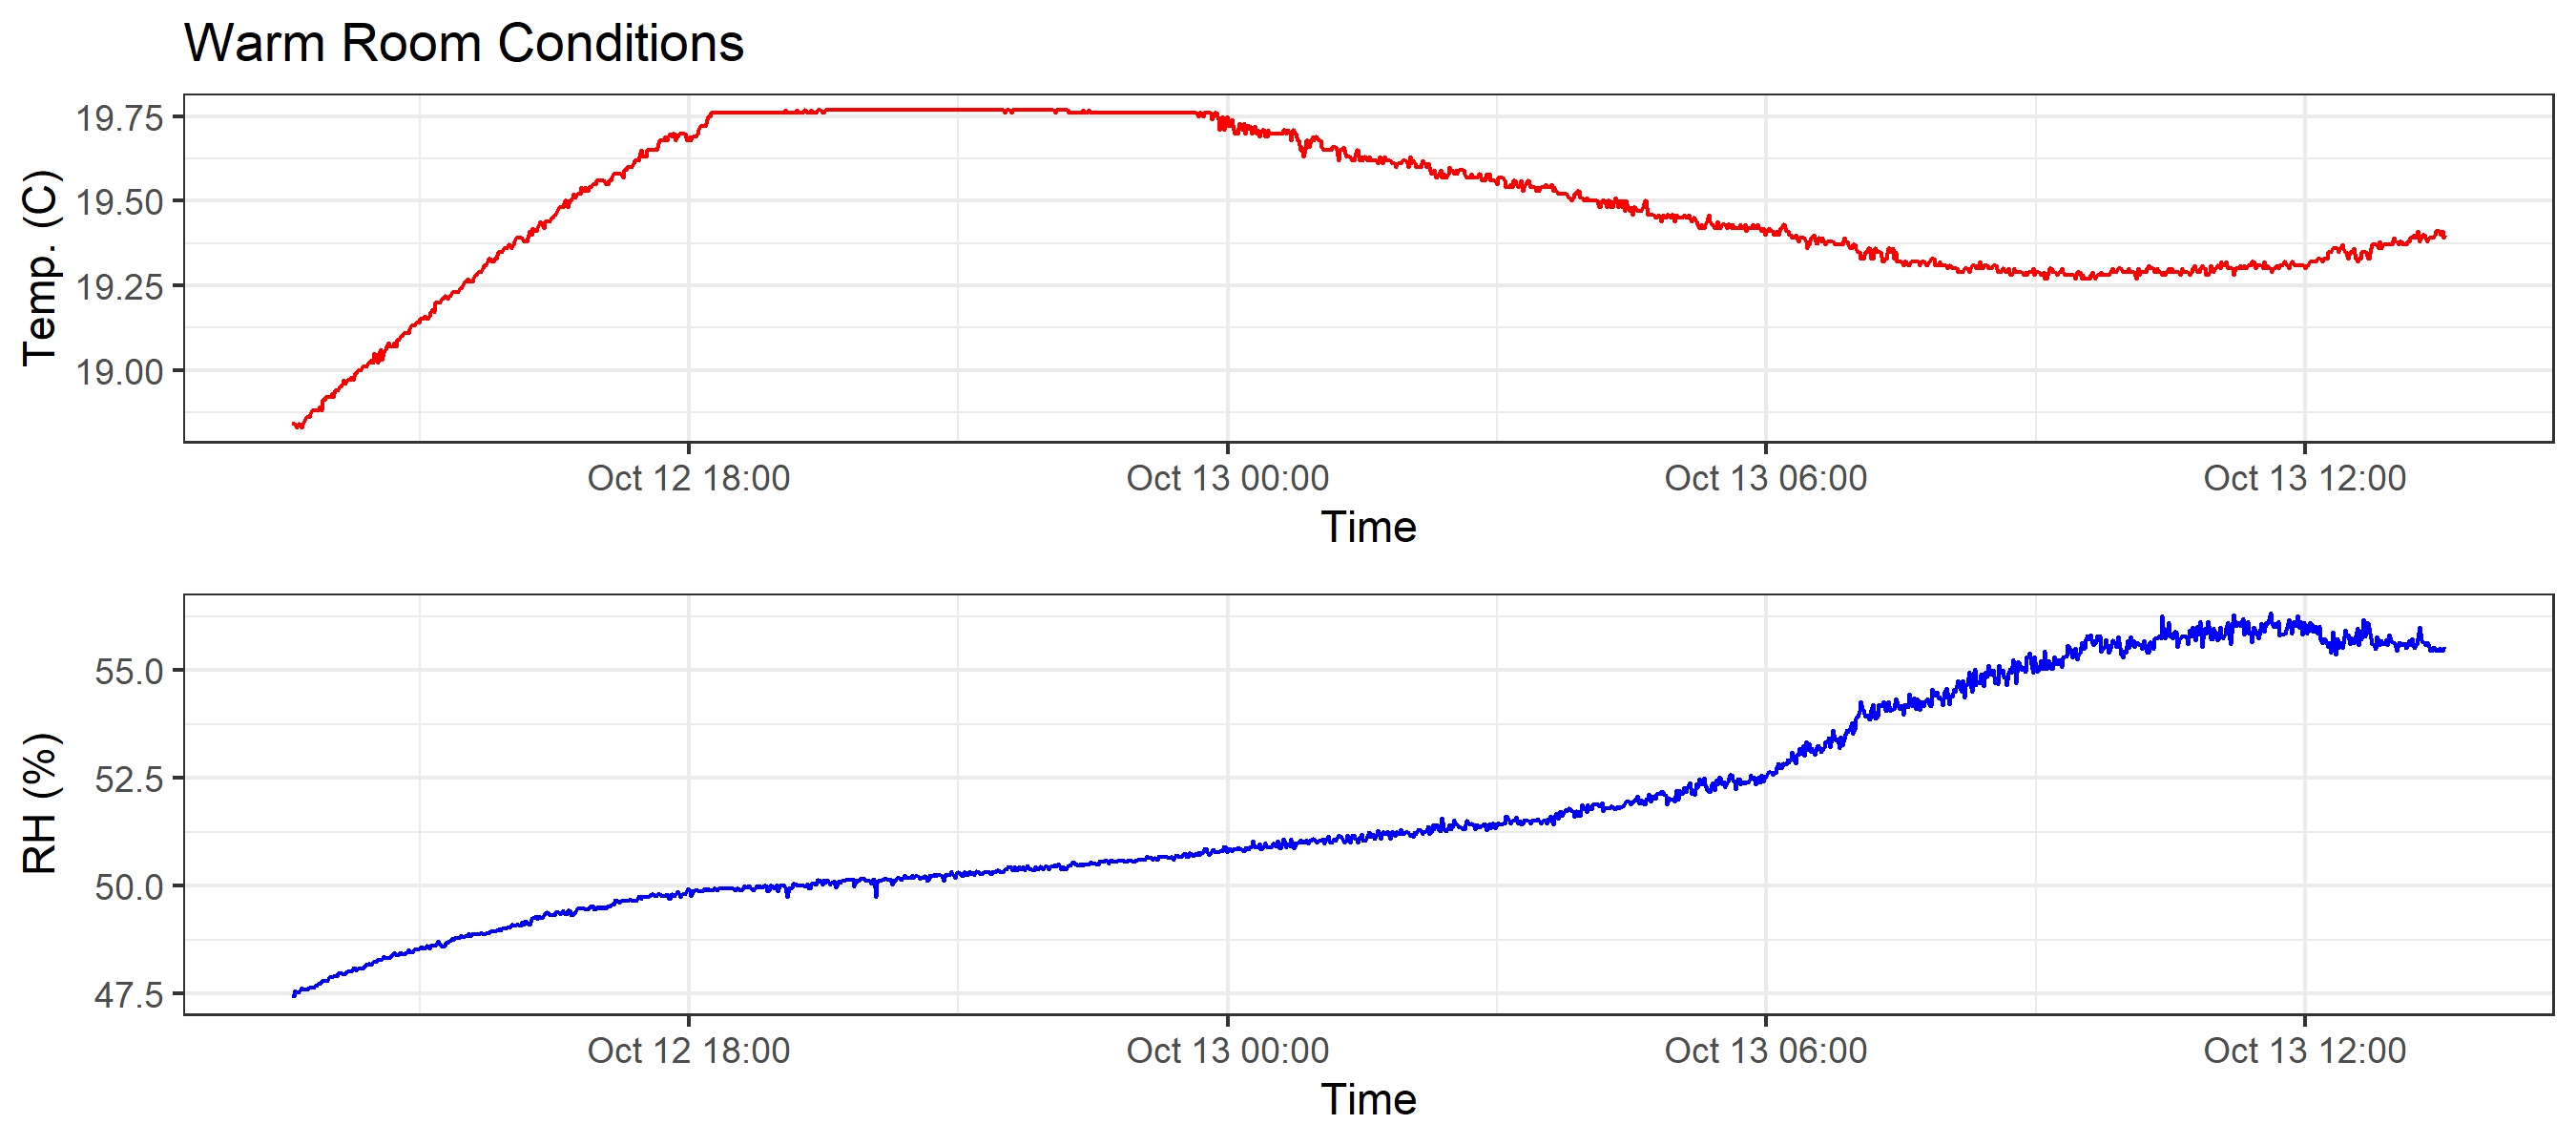 Warm Room Conditions
Temp. (C)
19.75
19.50
19.25
19.00
Oct 12 18:00 Oct 13 00:00 Oct 13 06:00 Oct 13 12:00
Time
RH (%)
55.0
52.5
50.0
47.5
Oct 12 18:00 Oct 13 00:00 Oct 13 06:00 Oct 13 12:00
Time